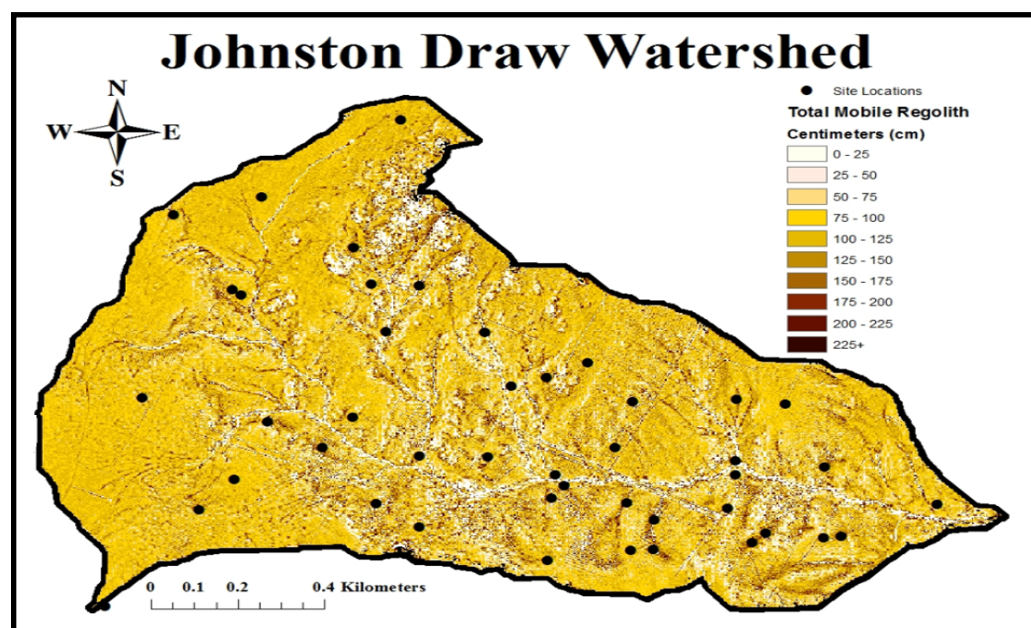 Johnston Draw Watershed
N
W E
S
Site Locations
Total Mobile Regolith
Centimeters (cm)
0 - 25
25 - 50
50 - 75
75 - 100
100 - 125
125 - 150
150 - 175
175 - 200
200 - 225
225+
0 0.1 0.2 0.4 Kilometers